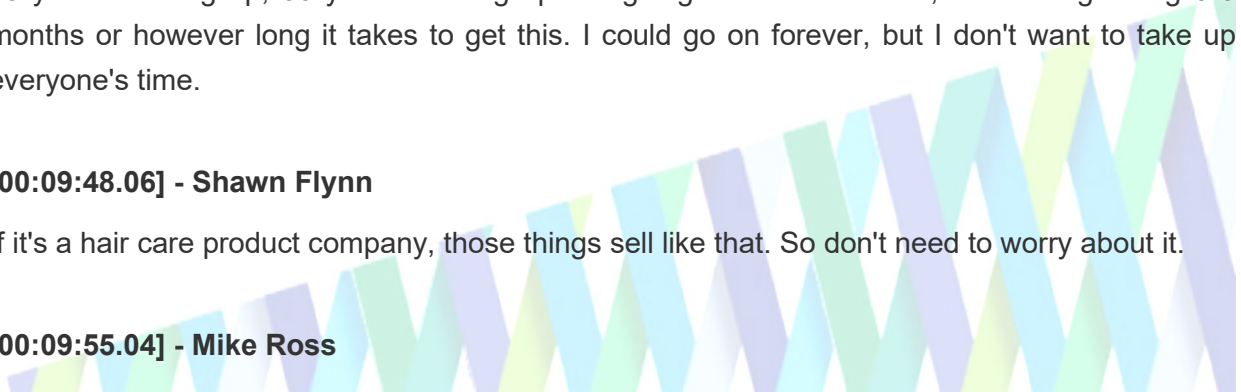 months or however long it takes to get this. I could go on forever, but I don't want to take up
everyone's time.
00:09:48.06] - Shawn Flynn
f it's a hair care product company, those things sell like that. So don't need to worry about it.
00:09:55.04] - Mike Ross